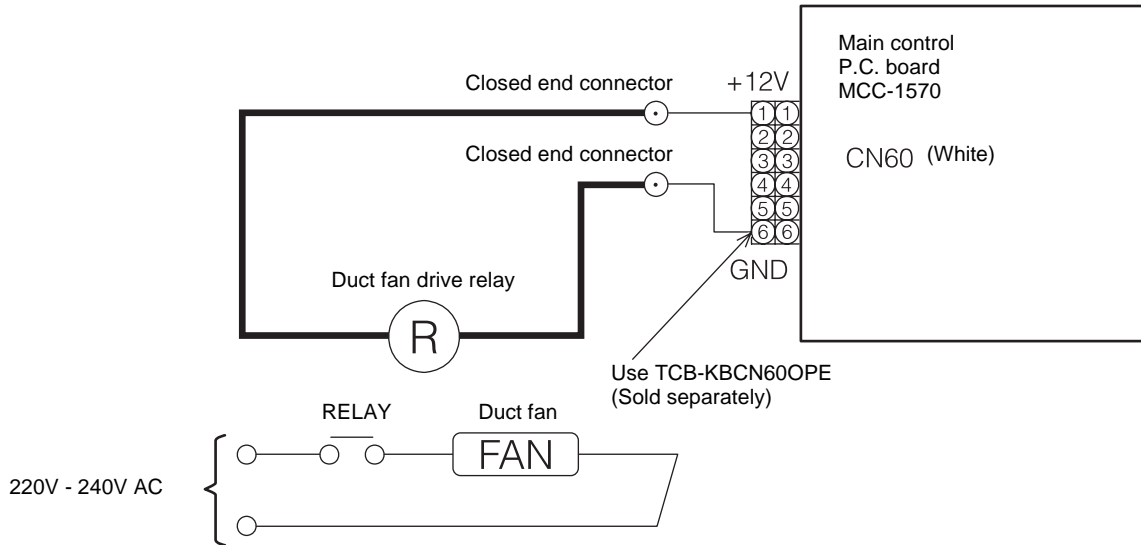 Main control
P.C. board
MCC-1570
Closed end connector
+12V
1 1
2 2
Closed end connector
3 3
CN60 (White)
4 4
5 5
6 6
GND
Duct fan drive relay
R
Use TCB-KBCN60OPE
(Sold separately)
RELAY
Duct fan
FAN
220V - 240V AC